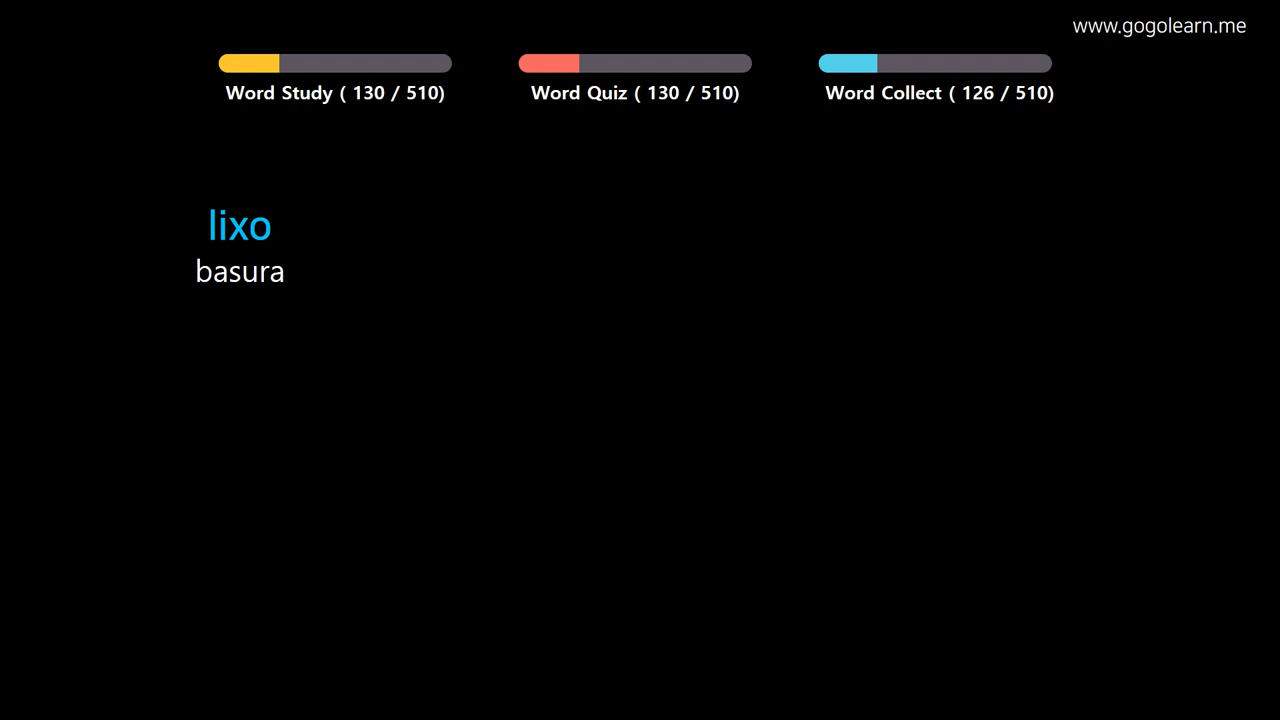 www.gogolearn.me
Word Study ( 130 / 510)
Word Quiz ( 130 / 510)
Word Collect ( 126 / 510)
lixo
basura